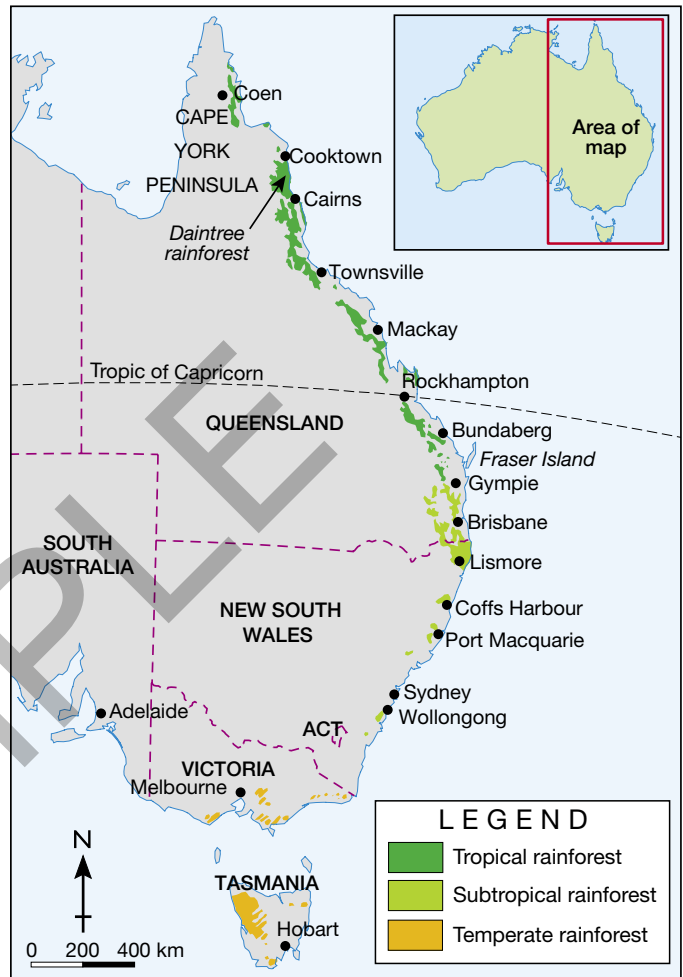 Coen
CAPE
YORK
PENINSULA
Cooktown
Cairns
Daintree
rainforest
Townsville
Mackay
Tropic of Capricorn
Rockhampton
QUEENSLAND
Bundaberg
Fraser Island
Gympie
Brisbane
SOUTH
AUSTRALIA
Lismore
NEW SOUTH
WALES
Coffs Harbour
Port Macquarie
Sydney
Adelaide
Wollongong
ACT
VICTORIA
Melbourne
TASMANIA
Hobart
Area of
map
N
0 200 400 km
LEGEND
Tropical rainforest
Subtropical rainforest
Temperate rainforest
PLE